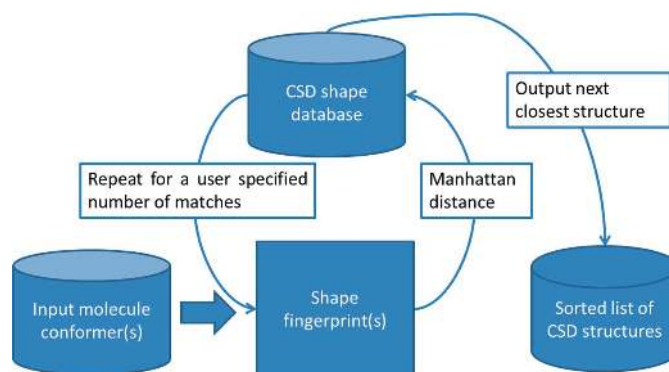 CSD shape
database
Output next
closest structure
Repeat for a user specified
number of matches
Manhattan
distance
Input molecule
conformer(s)
Shape
fingerprint(s)
Sorted list of
CSD structures